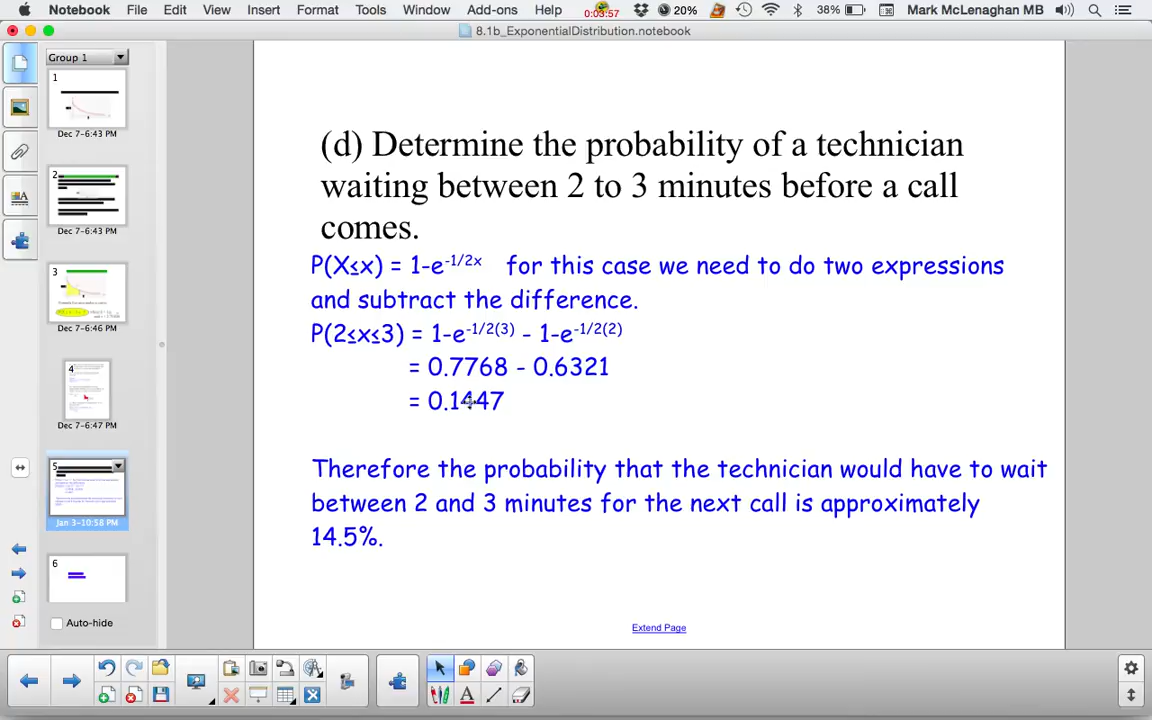 Notebook File Edit View Insert Format Tools Window Add-ons Help 03:57 20% 38% Mark McLenaghan MB
8.1b_ExponentialDistribution.notebook
Group 1
1
Dec 7-6:43 PM
2
Dec 7-6:43 PM
3
Dec 7-6:46 PM
4
Dec 7-6:47 PM
5
Jan 3-10:58 PM
6
Auto-hide
(d) Determine the probability of a technician
waiting between 2 to 3 minutes before a call
comes.
P(X≤x) = 1-e^-1/2x for this case we need to do two expressions
and subtract the difference.
P(2≤x≤3) = 1-e^-1/2(3) - 1-e^-1/2(2)
= 0.7768 - 0.6321
= 0.1447
Therefore the probability that the technician would have to wait
between 2 and 3 minutes for the next call is approximately
14.5%.
Extend Page